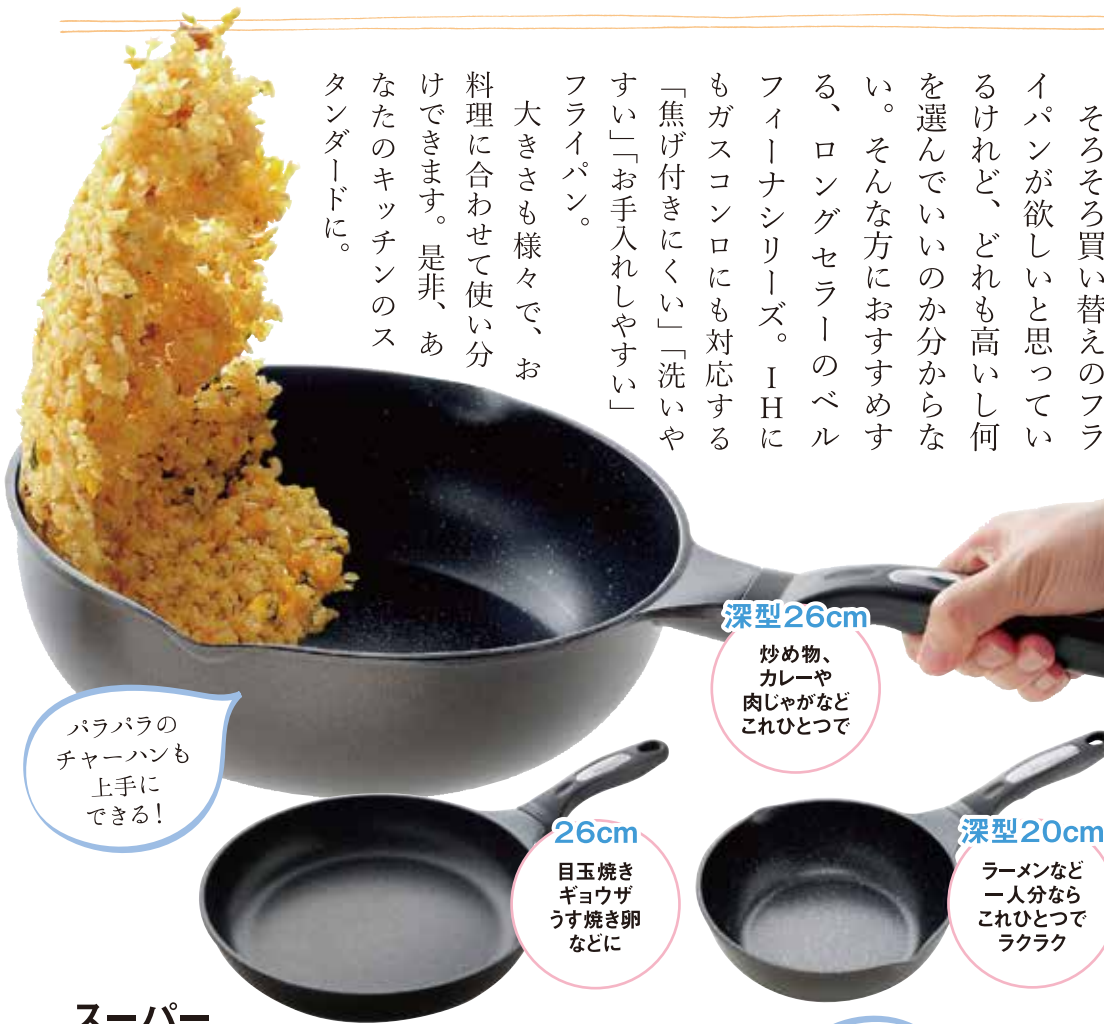 そろそろ買い替えのフラ
イパンが欲しいと思ってい
るけれど、どれも高いし何
を選んでいいのか分からな
い。そんな方におすすめす
る、ロングセラーのベル
フィーナシリーズ。IHに
もガスコンロにも対応する
「焦げ付きにくい」「洗いや
すい」「お手入れしやすい」
フライパン。
大きさも様々で、お
料理に合わせて使い分
けできます。是非、あ
なたのキッチンのス
タンダードに。
深型26cm
炒め物、
カレーや
肉じゃがなど
これひとつで
パラパラの
チャーハンも
上手に
できる！
26cm
目玉焼き
ギョウザ
うす焼き卵
などに
深型20cm
ラーメンなど
一人分なら
これひとつで
ラクラク
スーパー